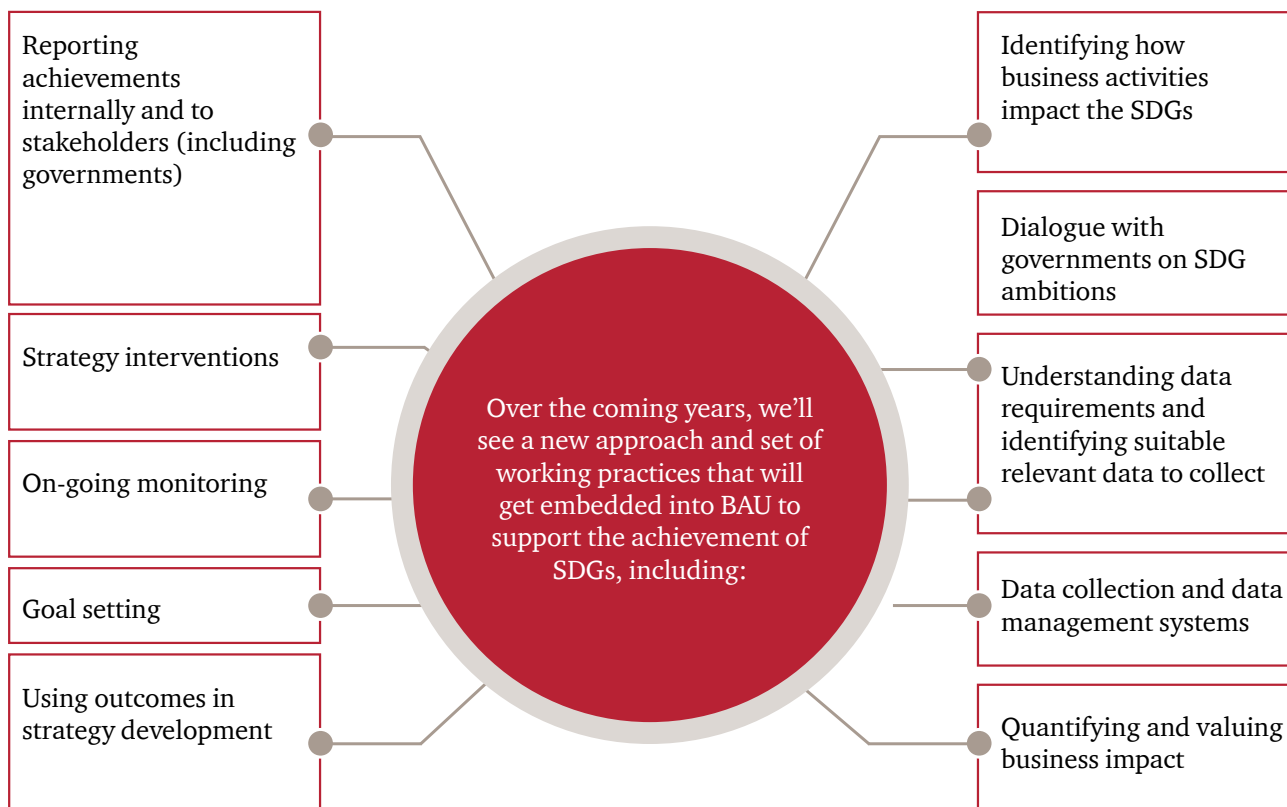 Reporting
achievements
internally and to
stakeholders (including
governments)
Strategy interventions
On-going monitoring
Goal setting
Using outcomes in
strategy development
Over the coming years, we’ll
see a new approach and set of
working practices that will
get embedded into BAU to
support the achievement of
SDGs, including:
Identifying how
business activities
impact the SDGs
Dialogue with
governments on SDG
ambitions
Understanding data
requirements and
identifying suitable
relevant data to collect
Data collection and data
management systems
Quantifying and valuing
business impact